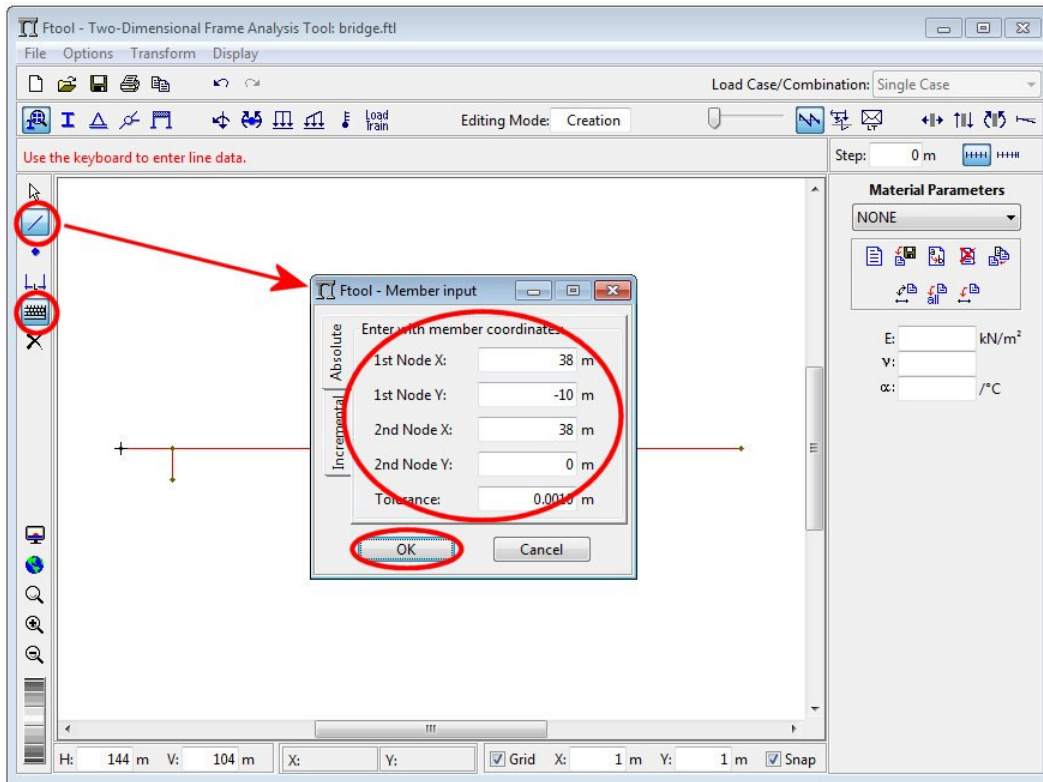 Ftool - Two-Dimensional Frame Analysis Tool: bridge.ftl
File Options Transform Display
Load Case/Combination: Single Case
Load Train
Editing Mode: Creation
LT
Use the keyboard to enter line data.
Step: 0 m
Material Parameters
NONE
all
E: kN/m²
ν:
α: /°C
Ftool - Member input
Absolute
Incremental
Enter with member coordinates:
1st Node X: 38 m
1st Node Y: -10 m
2nd Node X: 38 m
2nd Node Y: 0 m
Tolerance: 0.0010 m
OK Cancel
H: 144 m V: 104 m X: Y: Grid X: 1 m Y: 1 m Snap